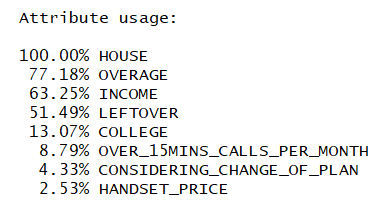 Attribute usage:
100.00% HOUSE
77.18% OVERAGE
63.25% INCOME
51.49% LEFTOVER
13.07% COLLEGE
8.79% OVER_15MINS_CALLS_PER_MONTH
4.33% CONSIDERING_CHANGE_OF_PLAN
2.53% HANDSET_PRICE